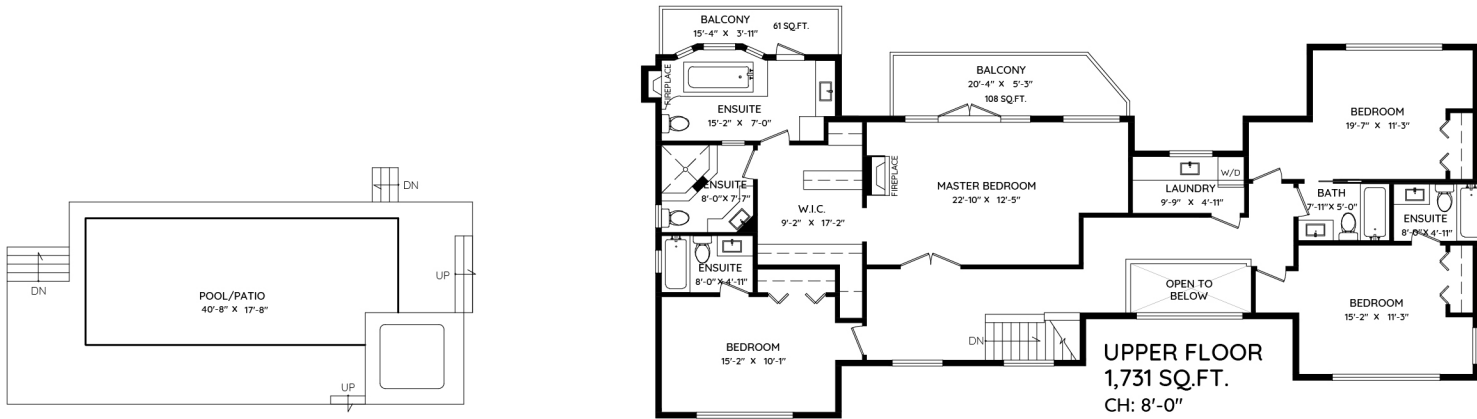 BALCONY
15'-4" X 3'-11"
61 SQ.FT.
FIREPLACE
ENSUITE
15'-2" X 7'-0"
BALCONY
20'-4" X 5'-3"
108 SQ.FT.
BEDROOM
19'-7" X 11'-3"
ENSUITE
8'-0" X 7'-7"
W.I.C.
9'-2" X 17'-2"
FIREPLACE
MASTER BEDROOM
22'-10" X 12'-5"
W/D
LAUNDRY
9'-9" X 4'-11"
BATH
7'-11" X 5'-0"
ENSUITE
8'-0" X 4'-11"
ENSUITE
8'-0" X 4'-11"
OPEN TO
BELOW
BEDROOM
15'-2" X 11'-3"
BEDROOM
15'-2" X 10'-1"
DN
UPPER FLOOR
1,731 SQ.FT.
CH: 8'-0"
DN
DN
UP
POOL/PATIO
40'-8" X 17'-8"
UP